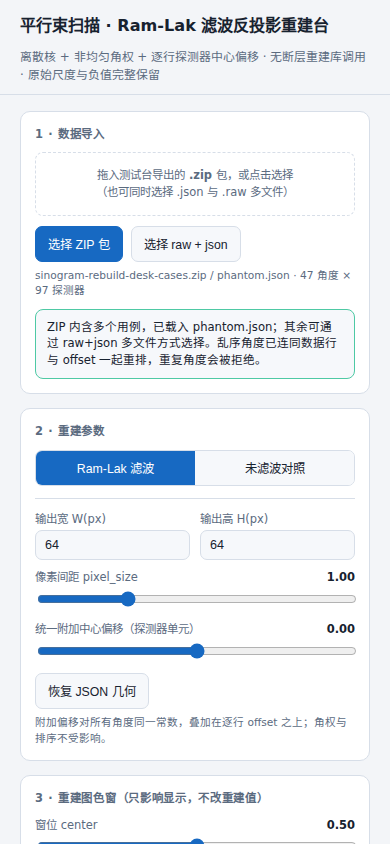 平行束扫描 · Ram-Lak 滤波反投影重建台
离散核 + 非均匀角权 + 逐行探测器中心偏移 · 无断层重建库调用
· 原始尺度与负值完整保留
1 · 数据导入
拖入测试台导出的 .zip 包，或点击选择
（也可同时选择 .json 与 .raw 多文件）
选择 ZIP 包
选择 raw + json
sinogram-rebuild-desk-cases.zip / phantom.json · 47 角度 ×
97 探测器
ZIP 内含多个用例，已载入 phantom.json；其余可通
过 raw+json 多文件方式选择。乱序角度已连同数据行
与 offset 一起重排，重复角度会被拒绝。
2 · 重建参数
Ram-Lak 滤波
未滤波对照
输出宽 W(px)
输出高 H(px)
64
64
像素间距 pixel_size
1.00
统一附加中心偏移（探测器单元）
0.00
恢复 JSON 几何
附加偏移对所有角度同一常数，叠加在逐行 offset 之上；角权与
排序不受影响。
3 · 重建图色窗（只影响显示，不改重建值）
窗位 center
0.50